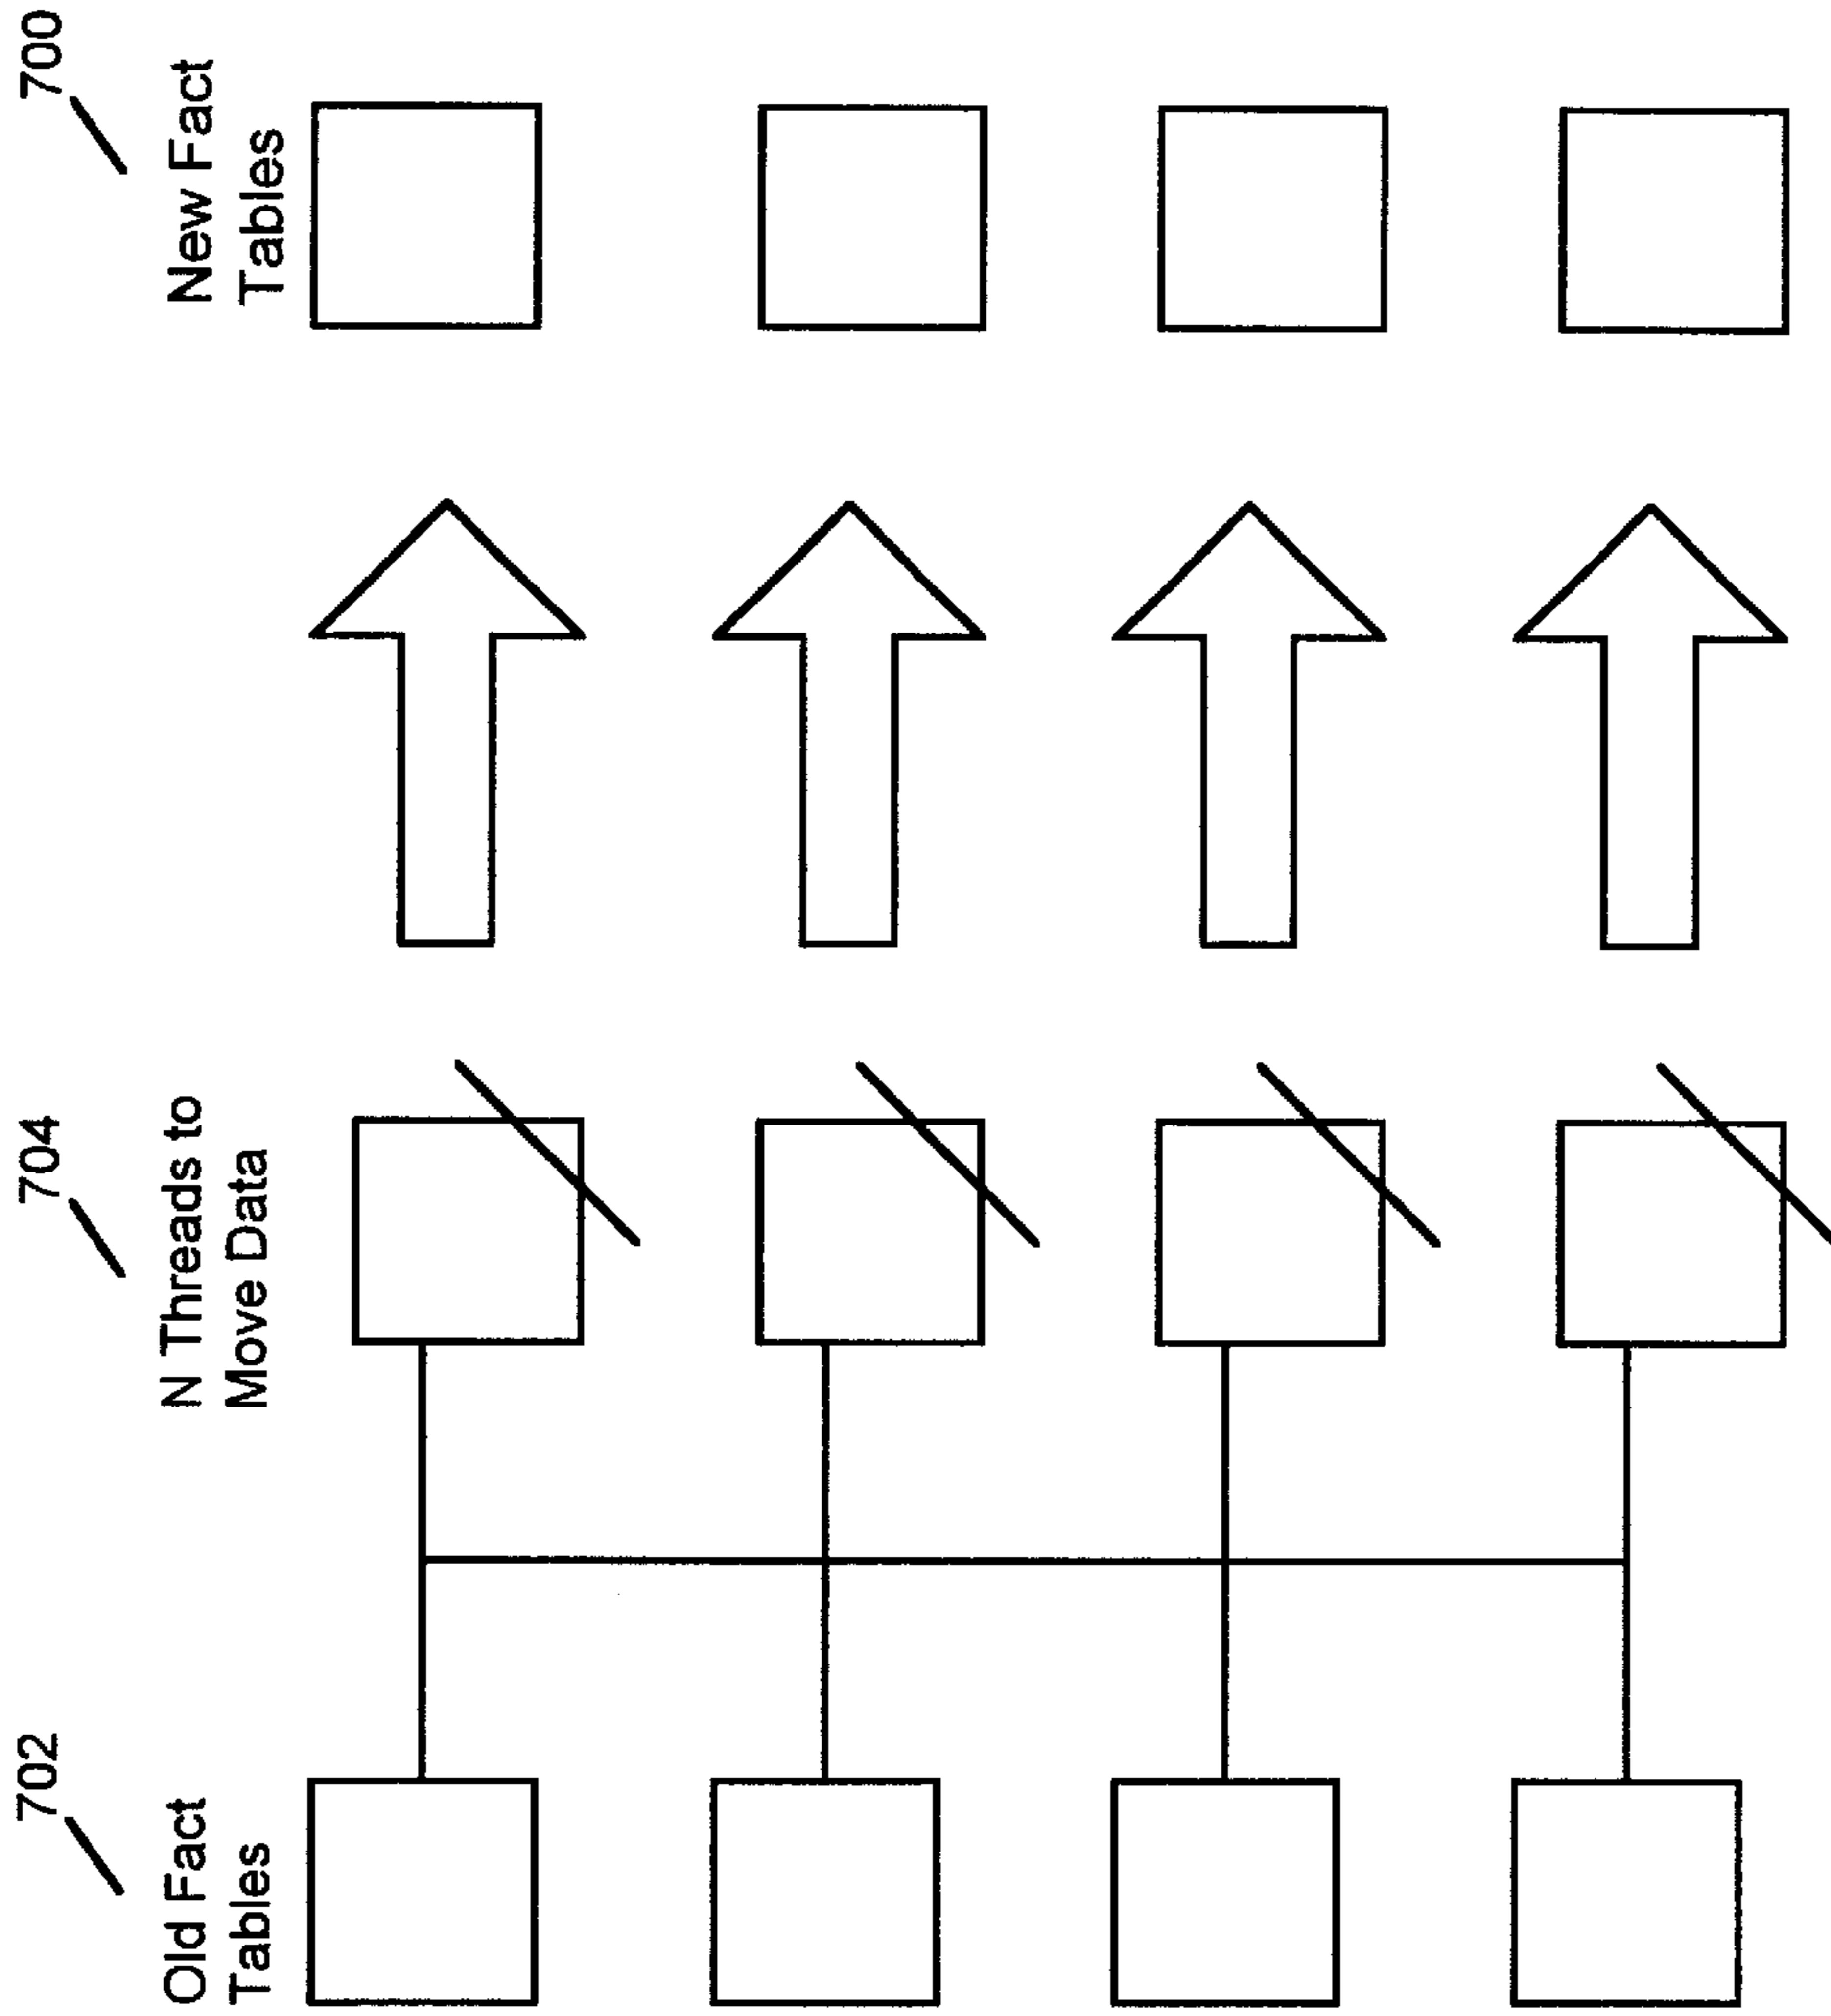 702
Old Fact
Tables
704
N Threads to
Move Data
700
New Fact
Tables